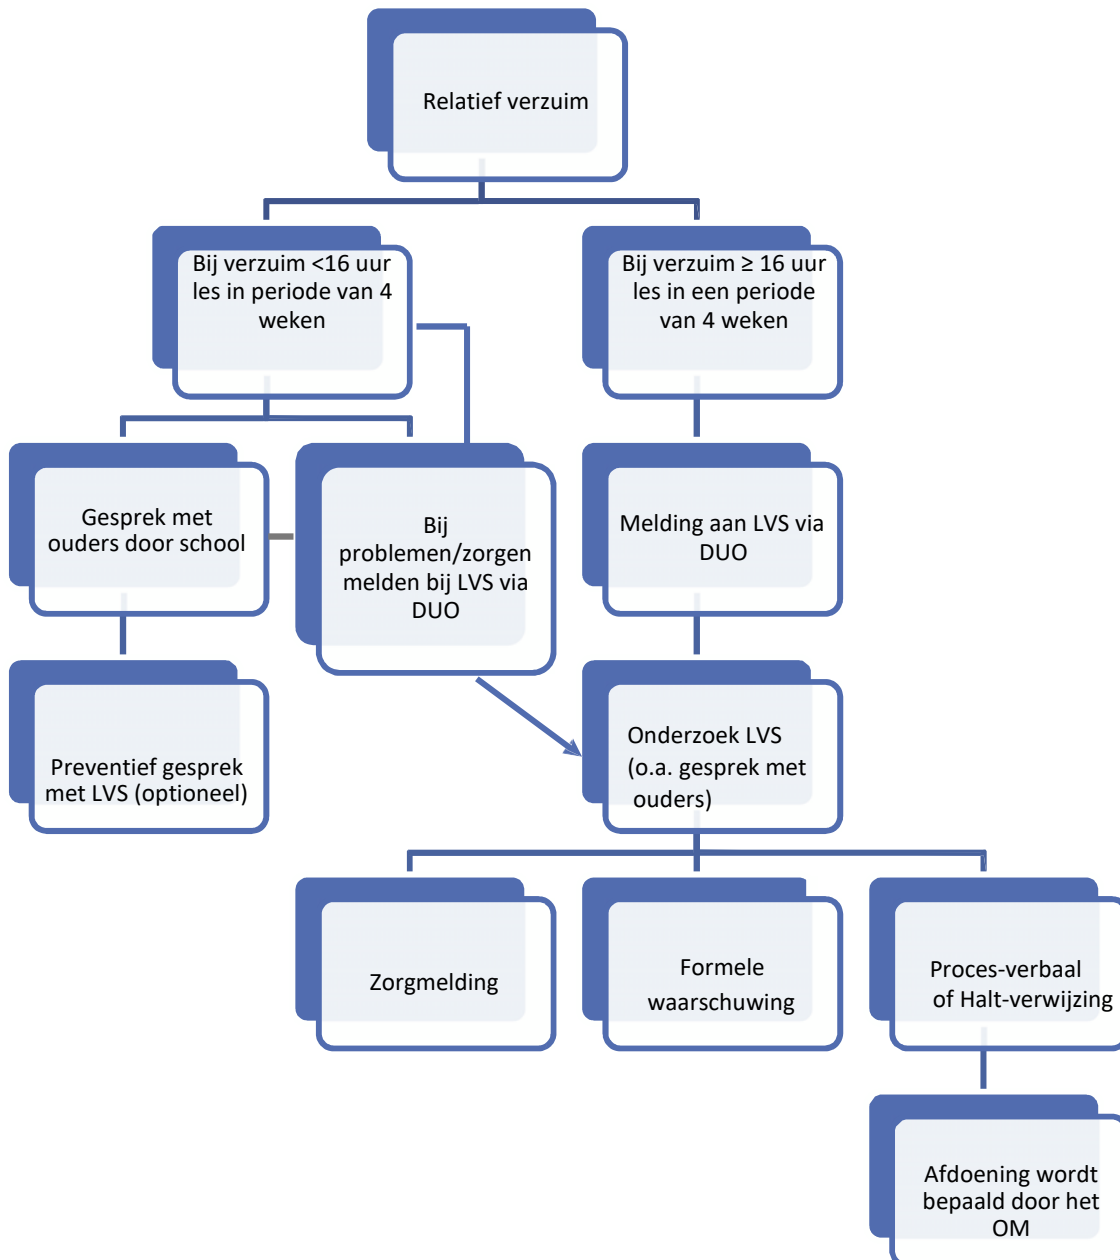 Relatief verzuim
Bij verzuim <16 uur
les in periode van 4
weken
Bij verzuim ≥ 16 uur
les in een periode
van 4 weken
Gesprek met
ouders door school
Bij
problemen/zorgen
melden bij LVS via
DUO
Melding aan LVS via
DUO
Preventief gesprek
met LVS (optioneel)
Onderzoek LVS
(o.a. gesprek met
ouders)
Zorgmelding
Formele
waarschuwing
Proces-verbaal
of Halt-verwijzing
Afdoening wordt
bepaald door het
OM